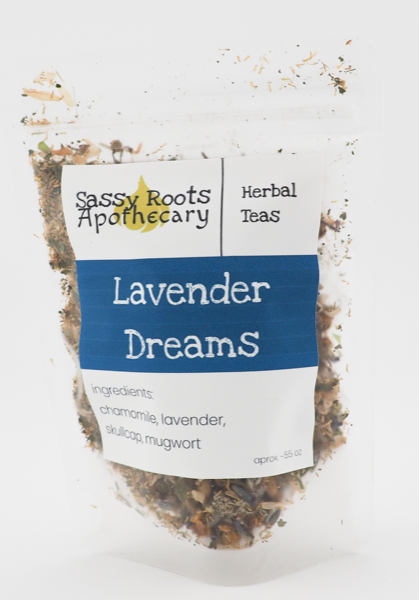 Sassy Roots
Apothecary
Herbal
Teas
Lavender
Dreams
ingredients:
chamomile, lavender,
skullcap, mugwort
aprox ~.55 oz